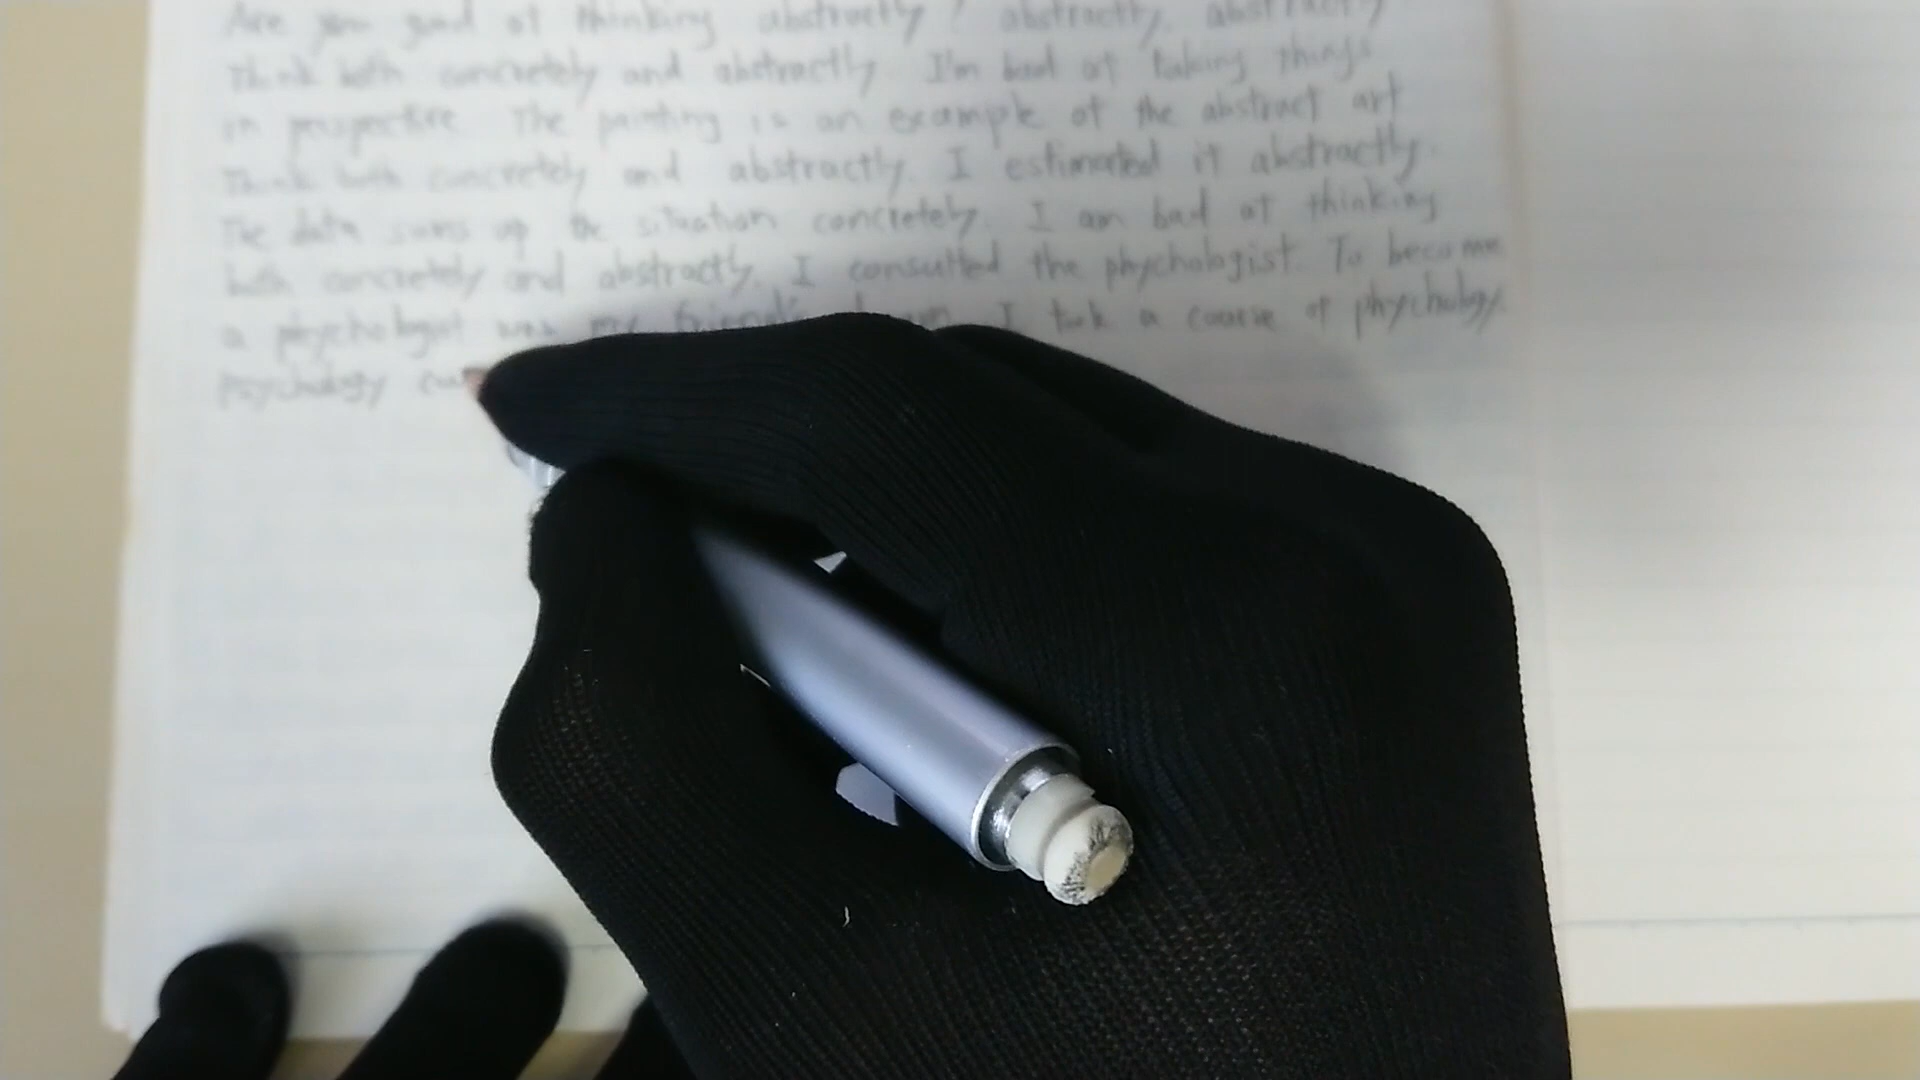 Are you good at thinking abstractly? abstractly. abstractly
Think both concretely and abstractly I'm bad at taking things
in perspective The painting is an example of the abstract art
Think both concretely and abstractly. I estimated it abstractly.
The data sums up the situation concretely. I am bad at thinking
both concretely and abstractly. I consulted the phychologist. To become
a phychologist was my friend's I took a course of phychology.
psychology